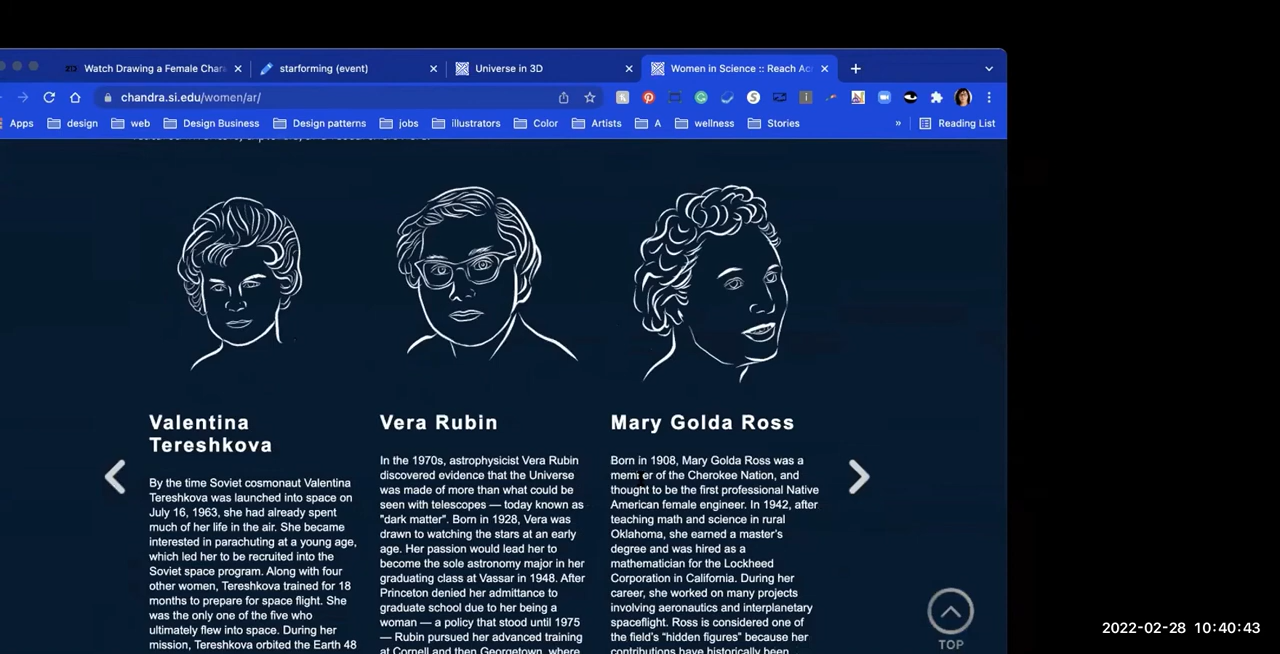 Watch Drawing a Female Chara
starforming (event)
Universe in 3D
Women in Science :: Reach Ac
chandra.si.edu/women/ar/
Apps
design
web
Design Business
Design patterns
jobs
illustrators
Color
Artists
A
wellness
Stories
»
Reading List
Valentina
Tereshkova
By the time Soviet cosmonaut Valentina
Tereshkova was launched into space on
July 16, 1963, she had already spent
much of her life in the air. She became
interested in parachuting at a young age,
which led her to be recruited into the
Soviet space program. Along with four
other women, Tereshkova trained for 18
months to prepare for space flight. She
was the only one of the five who
ultimately flew into space. During her
mission, Tereshkova orbited the Earth 48
Vera Rubin
In the 1970s, astrophysicist Vera Rubin
discovered evidence that the Universe
was made of more than what could be
seen with telescopes — today known as
"dark matter". Born in 1928, Vera was
drawn to watching the stars at an early
age. Her passion would lead her to
become the sole astronomy major in her
graduating class at Vassar in 1948. After
Princeton denied her admittance to
graduate school due to her being a
woman — a policy that stood until 1975
— Rubin pursued her advanced training
at Cornell and then Georgetown, where
Mary Golda Ross
Born in 1908, Mary Golda Ross was a
member of the Cherokee Nation, and
thought to be the first professional Native
American female engineer. In 1942, after
teaching math and science in rural
Oklahoma, she earned a master's
degree and was hired as a
mathematician for the Lockheed
Corporation in California. During her
career, she worked on many projects
involving aeronautics and interplanetary
spaceflight. Ross is considered one of
the field's "hidden figures" because her
contributions have historically been
TOP
2022-02-28 10:40:43